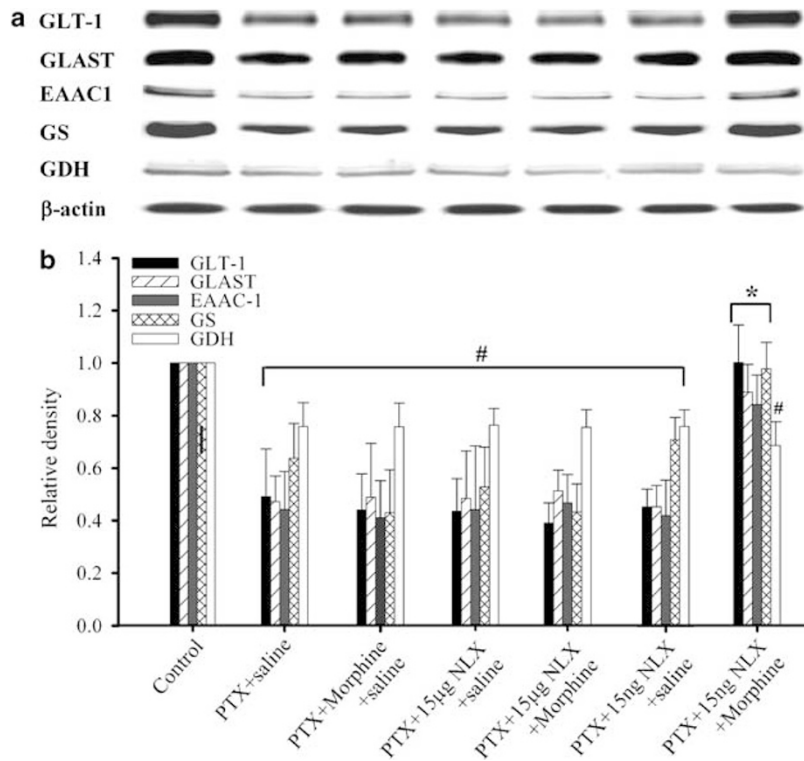 a
GLT-1
GLAST
EAAC1
GS
GDH
β-actin
b
GLT-1
GLAST
EAAC-1
GS
GDH
1.4
1.2
1.0
0.8
0.6
0.4
0.2
0.0
Relative density
#
*
#
Control
PTX+saline
PTX+Morphine
+saline
PTX+15μg NLX
+saline
PTX+15μg NLX
+Morphine
PTX+15ng NLX
+saline
PTX+15ng NLX
+Morphine